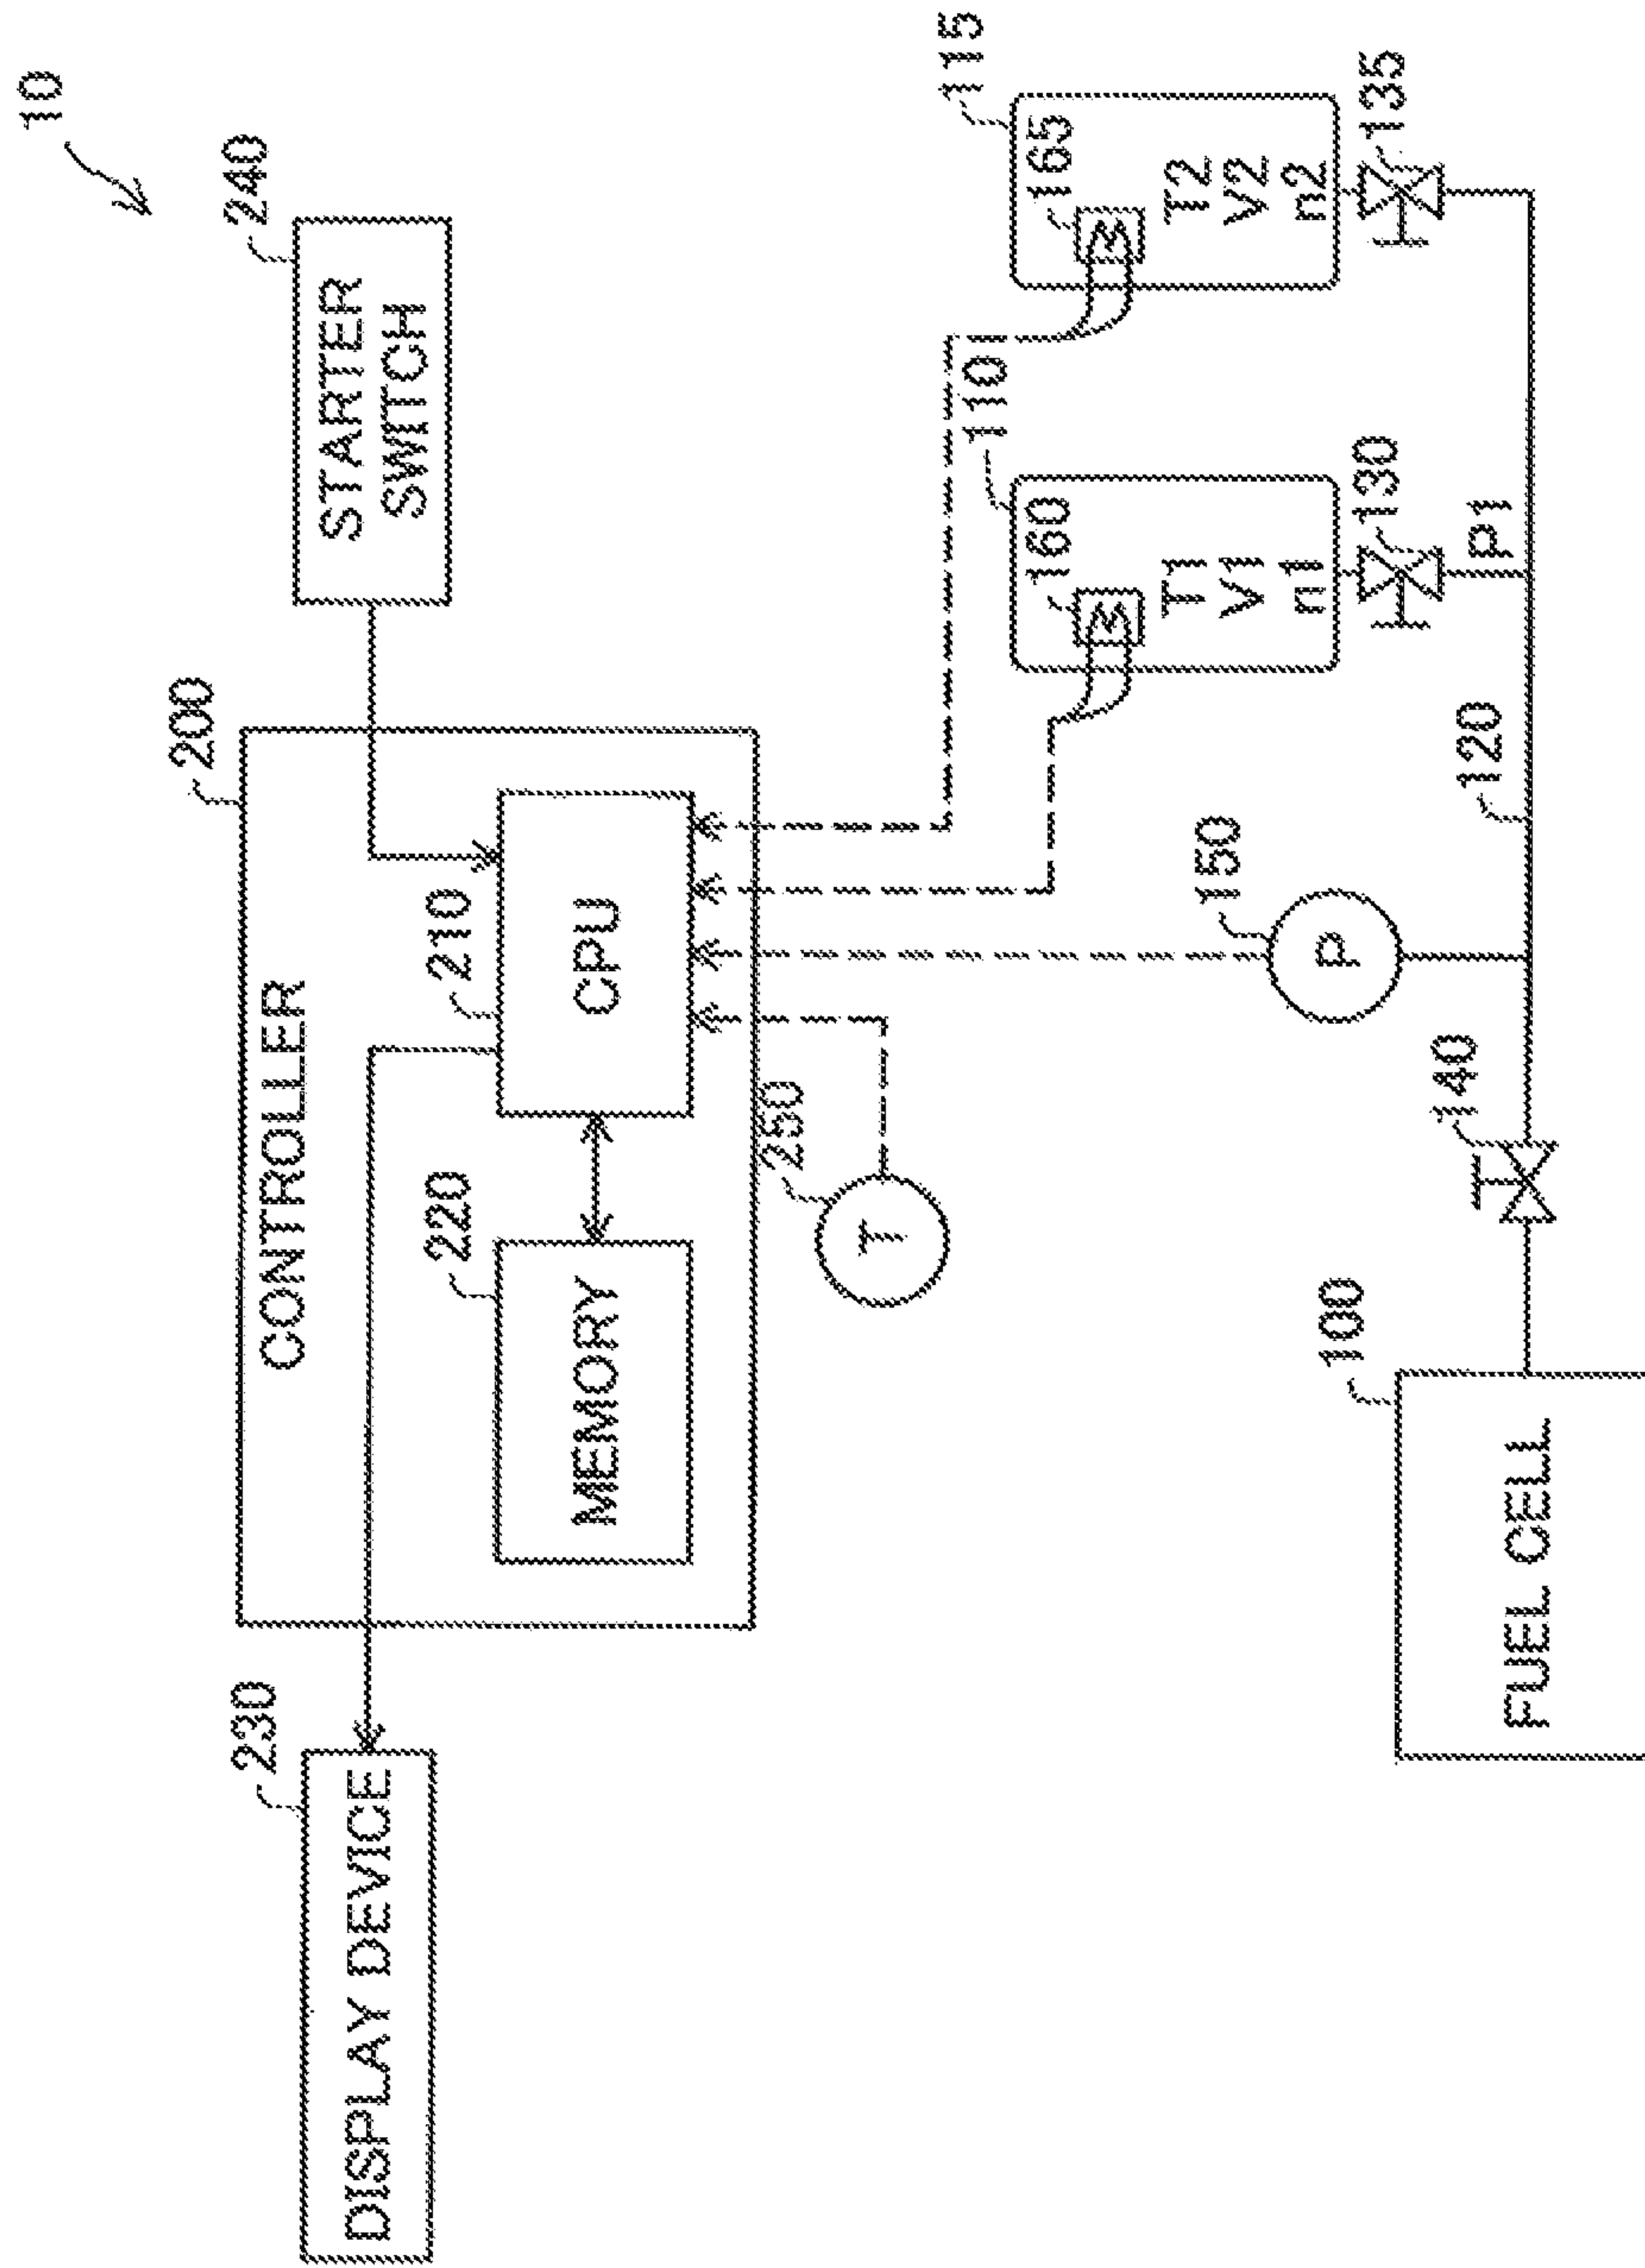 10
240
STARTER
SWITCH
230
DISPLAY DEVICE
200
CONTROLLER
220
MEMORY
210
CPU
250
T
150
P
110
160
T1
V1
n1
115
165
T2
V2
n2
130
135
P1
120
140
100
FUEL CELL